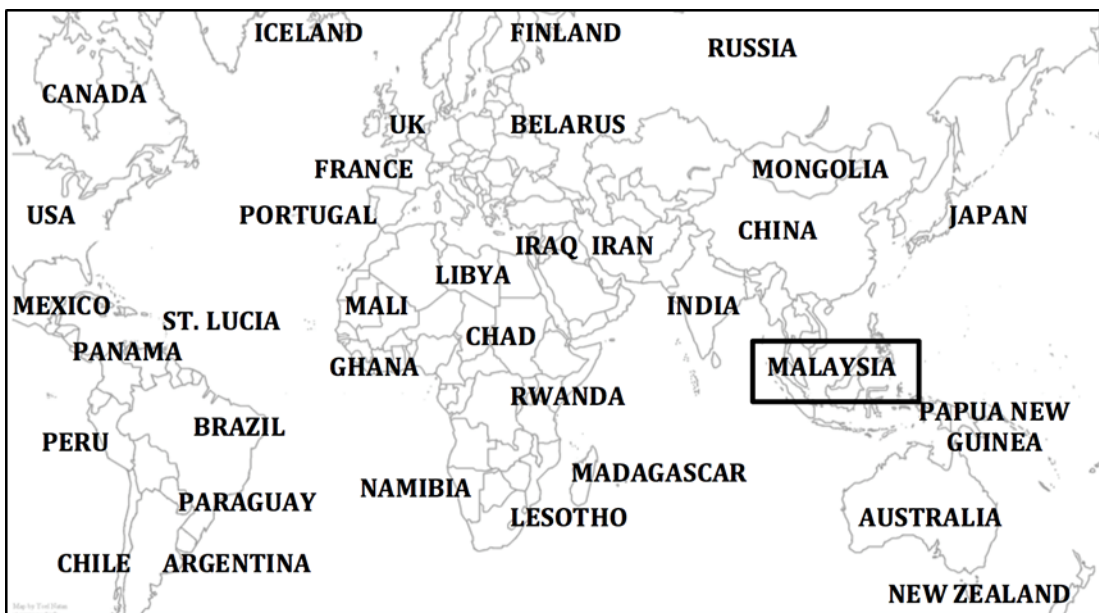 ICELAND
FINLAND
RUSSIA
CANADA
UK
BELARUS
FRANCE
MONGOLIA
USA
PORTUGAL
JAPAN
CHINA
IRAQ
IRAN
LIBYA
MEXICO
MALI
INDIA
ST. LUCIA
CHAD
PANAMA
GHANA
MALAYSIA
RWANDA
PAPUA NEW
GUINEA
BRAZIL
PERU
MADAGASCAR
NAMIBIA
PARAGUAY
LESOTHO
AUSTRALIA
CHILE
ARGENTINA
NEW ZEALAND